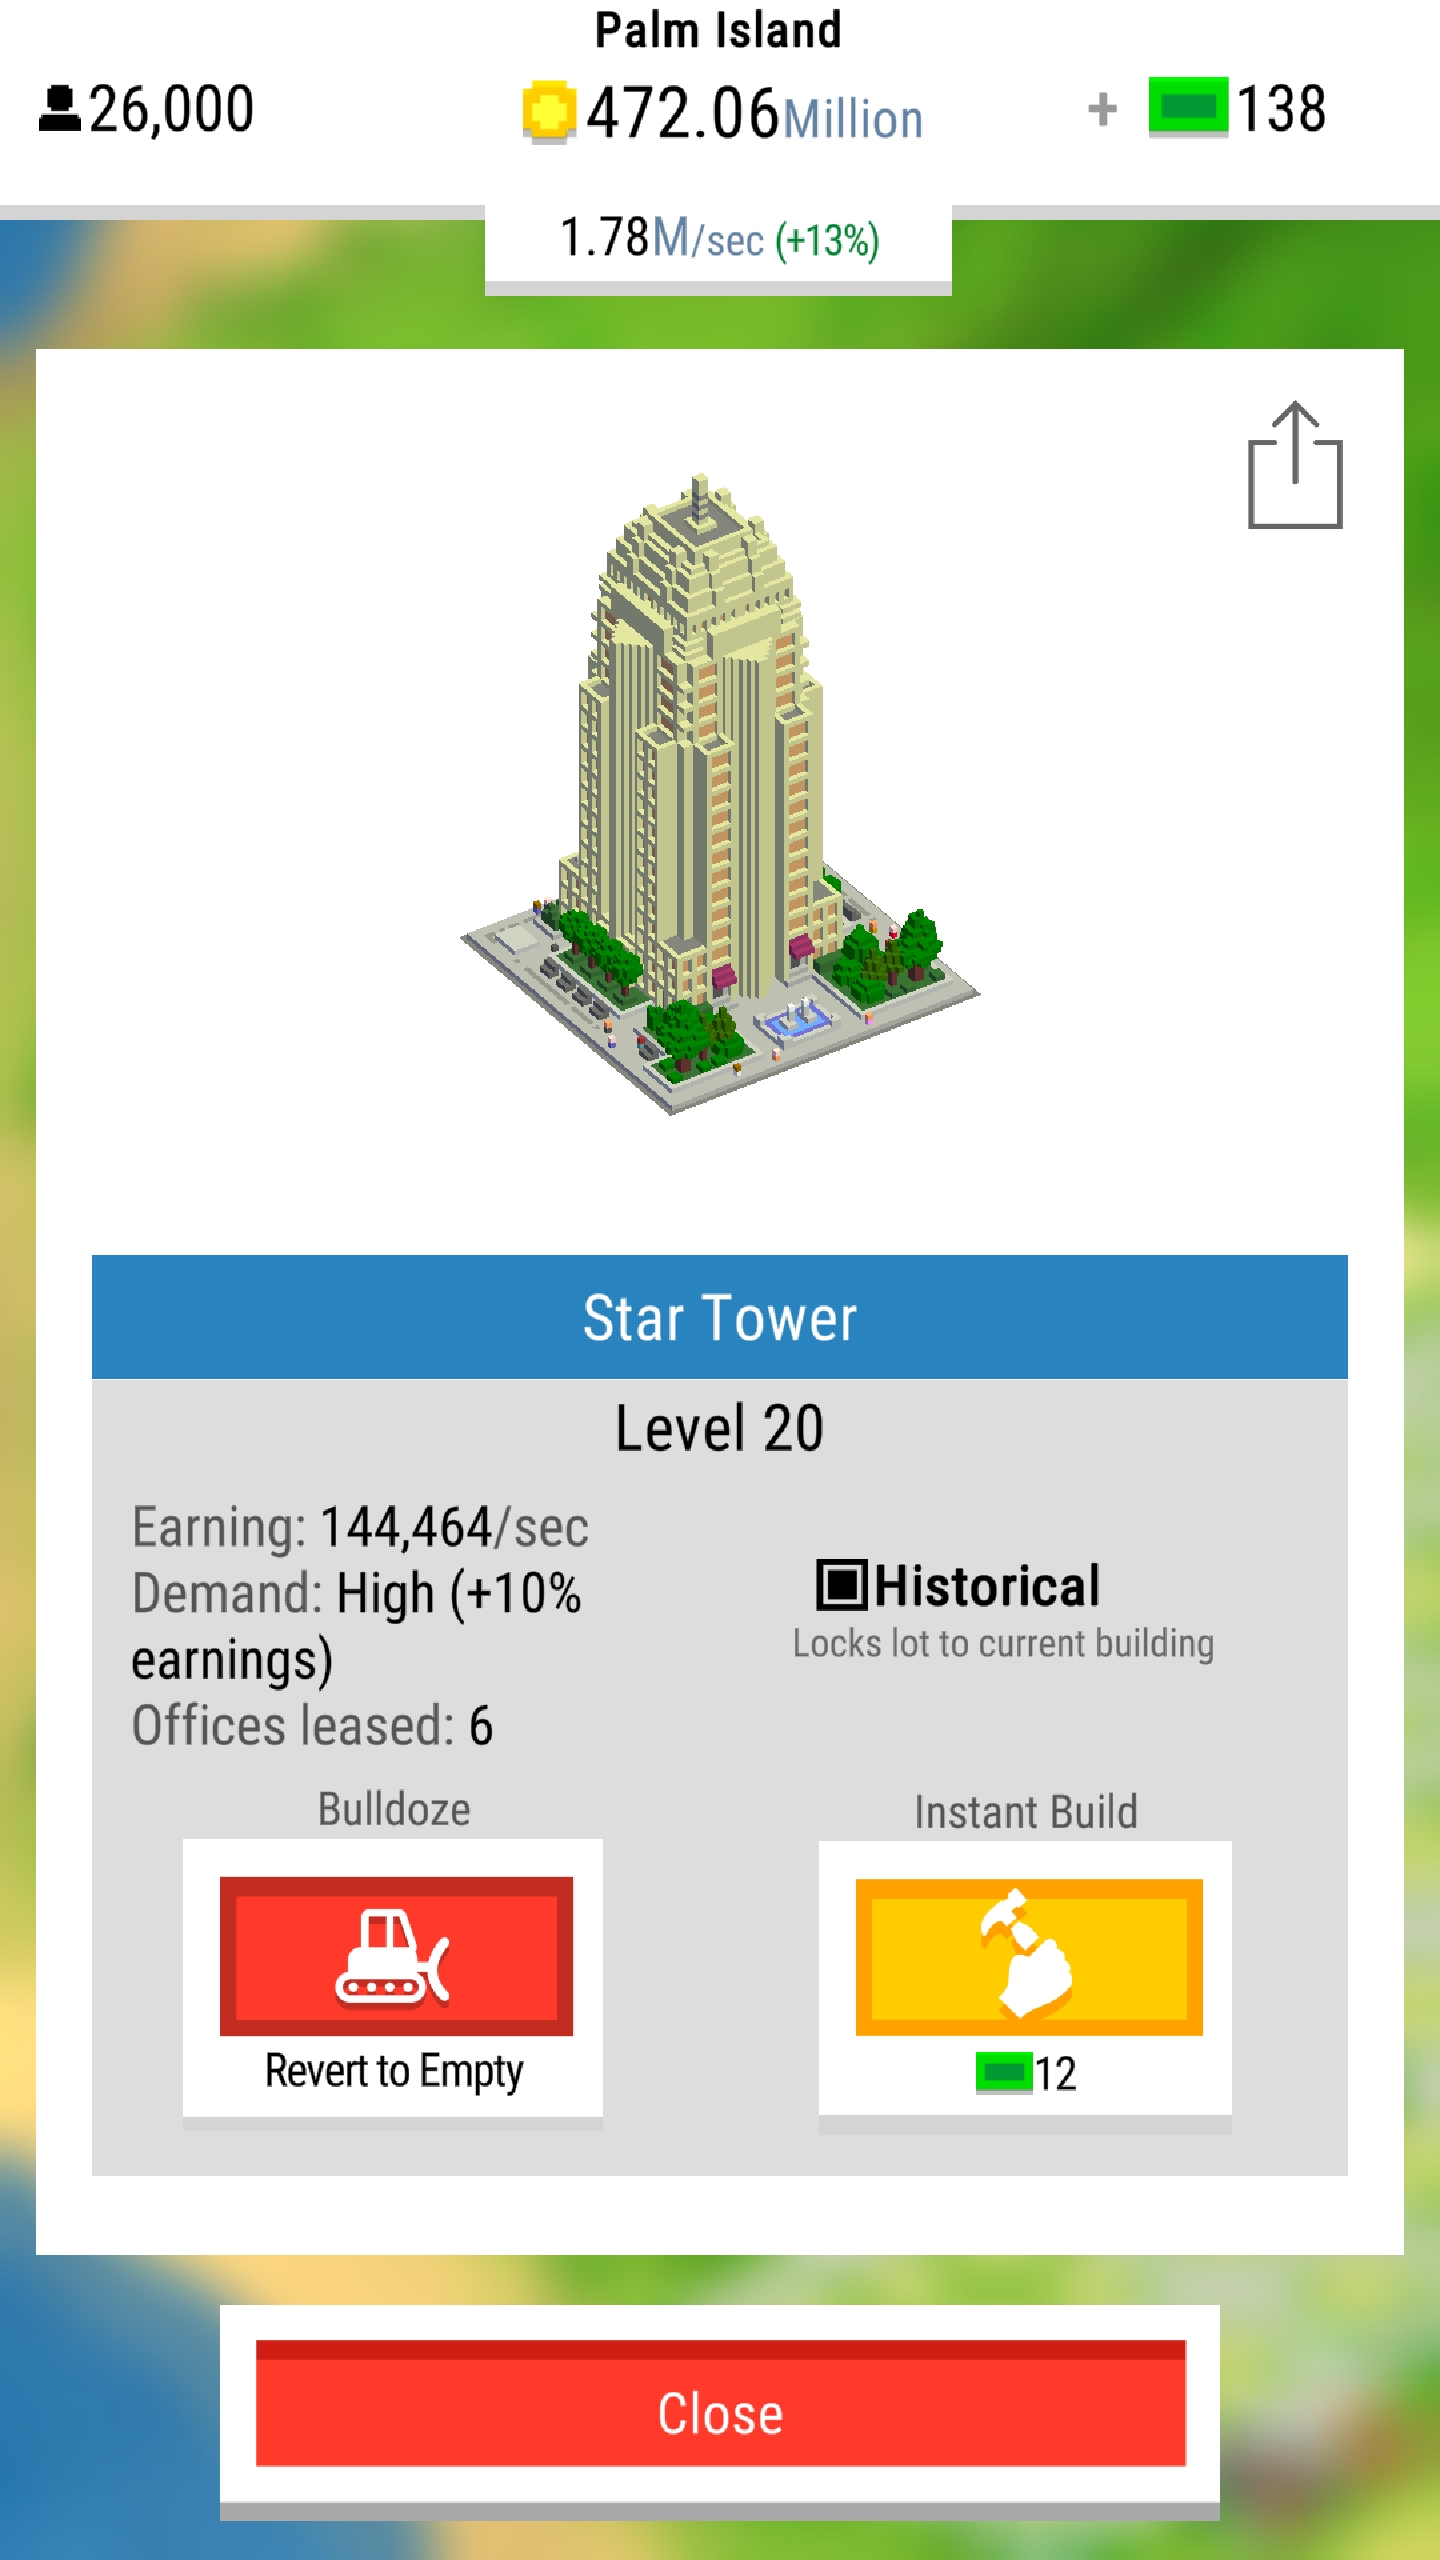 Palm Island
26,000
472.06Million
+ 138
1.78M/sec (+13%)
Star Tower
Level 20
Earning: 144,464/sec
Demand: High (+10%
earnings)
Offices leased: 6
Historical
Locks lot to current building
Bulldoze
Revert to Empty
Instant Build
12
Close